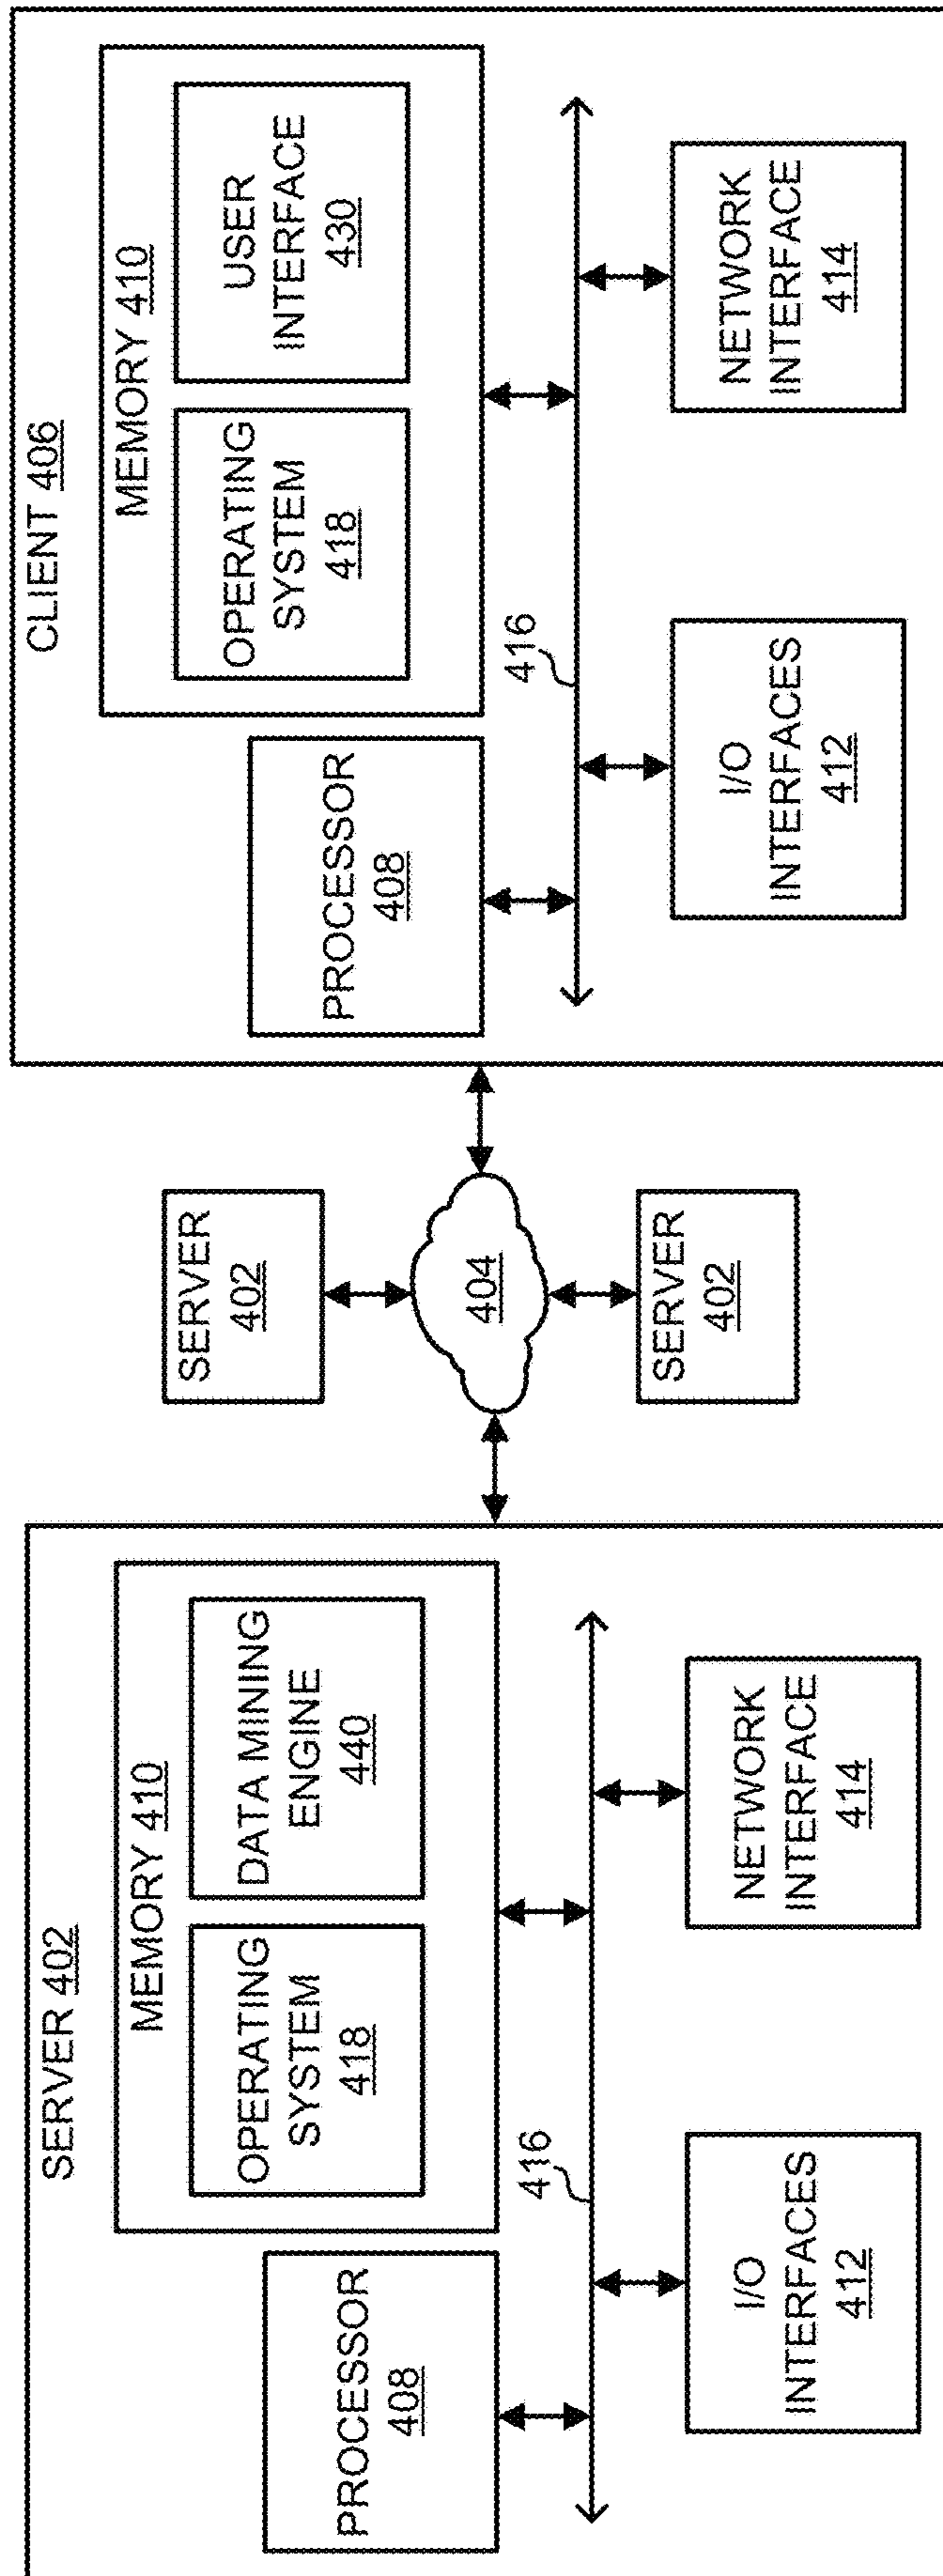 SERVER 402
PROCESSOR
408
MEMORY 410
OPERATING
SYSTEM
418
DATA MINING
ENGINE
440
416
I/O
INTERFACES
412
NETWORK
INTERFACE
414
SERVER
402
404
SERVER
402
CLIENT 406
PROCESSOR
408
MEMORY 410
OPERATING
SYSTEM
418
USER
INTERFACE
430
416
I/O
INTERFACES
412
NETWORK
INTERFACE
414